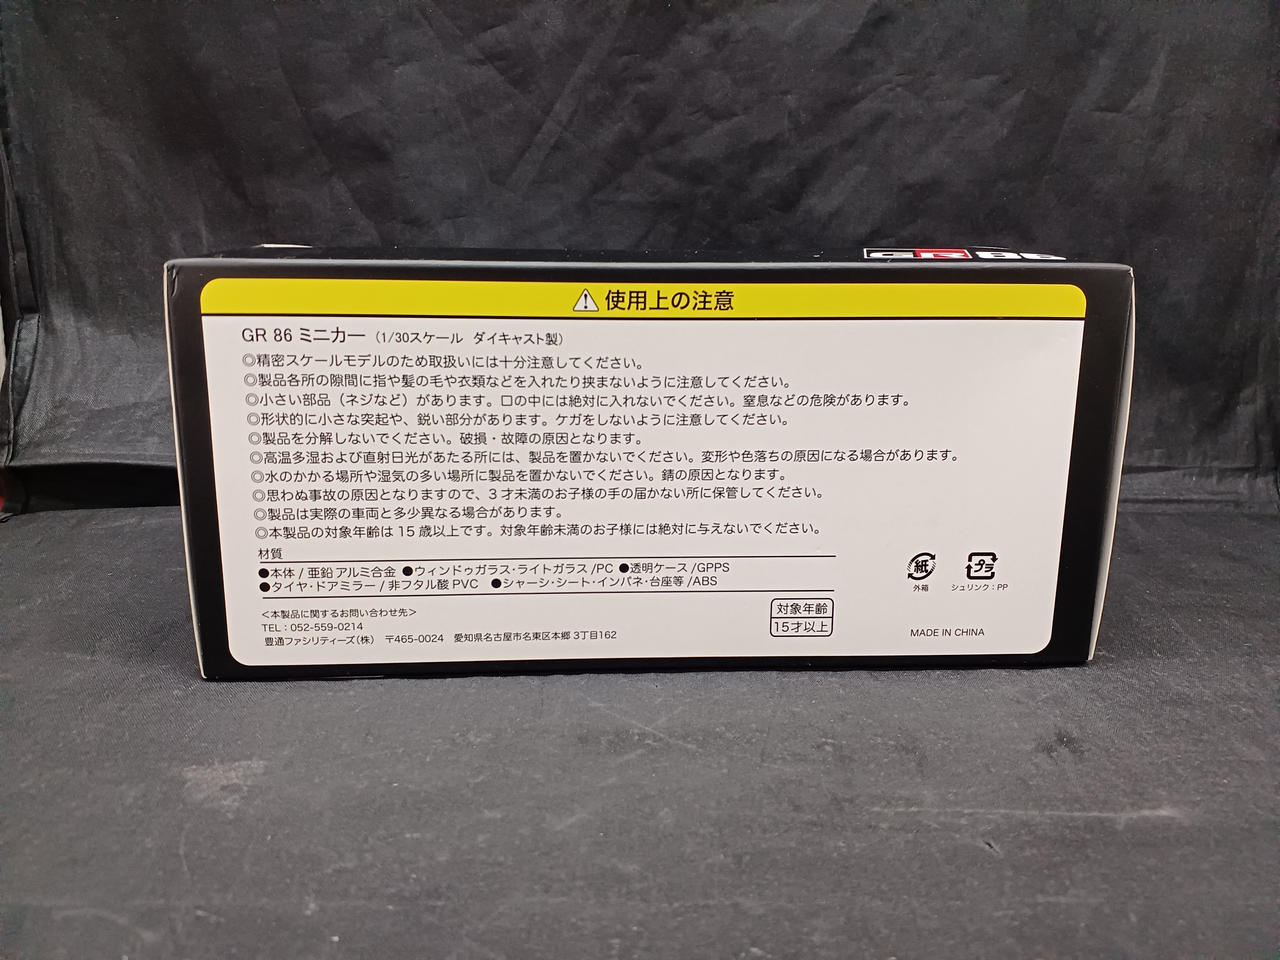 GR 86
⚠ 使用上の注意
GR 86 ミニカー（1/30スケール　ダイキャスト製）
◎精密スケールモデルのため取扱いには十分注意してください。
◎製品各所の隙間に指や髪の毛や衣類などを入れたり挟まないように注意してください。
◎小さい部品（ネジなど）があります。口の中には絶対に入れないでください。窒息などの危険があります。
◎形状的に小さな突起や、鋭い部分があります。ケガをしないように注意してください。
◎製品を分解しないでください。破損・故障の原因となります。
◎高温多湿および直射日光があたる所には、製品を置かないでください。変形や色落ちの原因になる場合があります。
◎水のかかる場所や湿気の多い場所に製品を置かないでください。錆の原因となります。
◎思わぬ事故の原因となりますので、3才未満のお子様の手の届かない所に保管してください。
◎製品は実際の車両と多少異なる場合があります。
◎本製品の対象年齢は 15 歳以上です。対象年齢未満のお子様には絶対に与えないでください。
材質
●本体 / 亜鉛アルミ合金 ●ウィンドゥガラス・ライトガラス /PC ●透明ケース /GPPS
●タイヤ・ドアミラー / 非フタル酸 PVC ●シャーシ・シート・インパネ・台座等 /ABS
＜本製品に関するお問い合わせ先＞
TEL：052-559-0214
豊通ファシリティーズ（株）　〒465-0024　愛知県名古屋市名東区本郷 3丁目162
対象年齢
15才以上
紙
外箱
プラ
シュリンク：PP
MADE IN CHINA